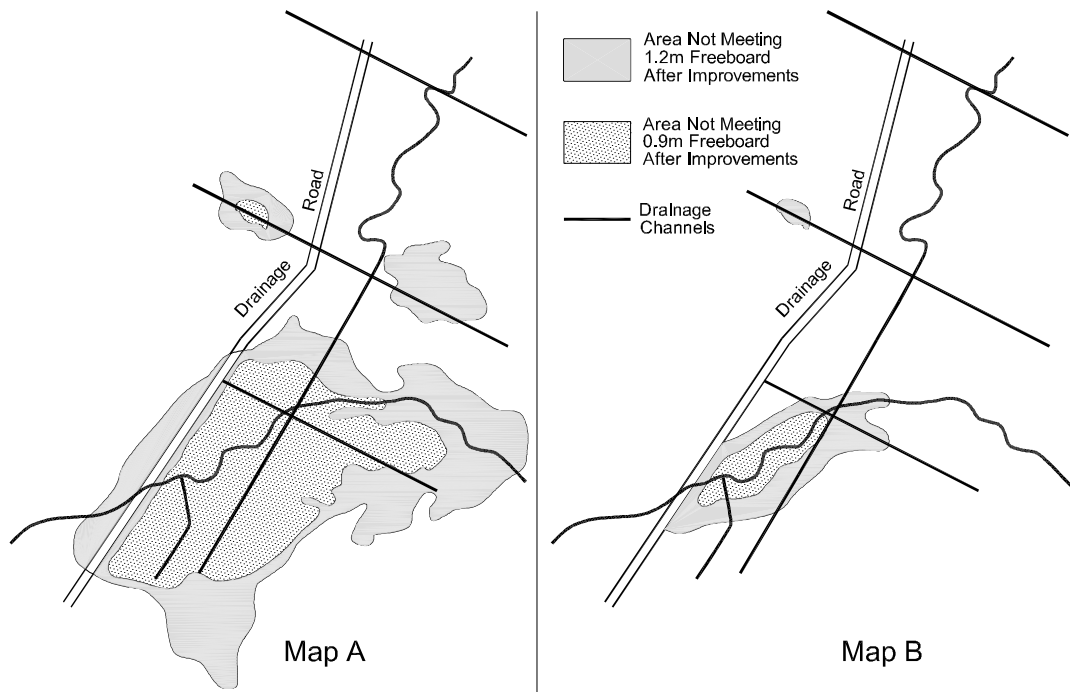 Road
Drainage
Map A
Area Not Meeting
1.2m Freeboard
After Improvements
Area Not Meeting
0.9m Freeboard
After Improvements
Drainage
Channels
Road
Drainage
Map B